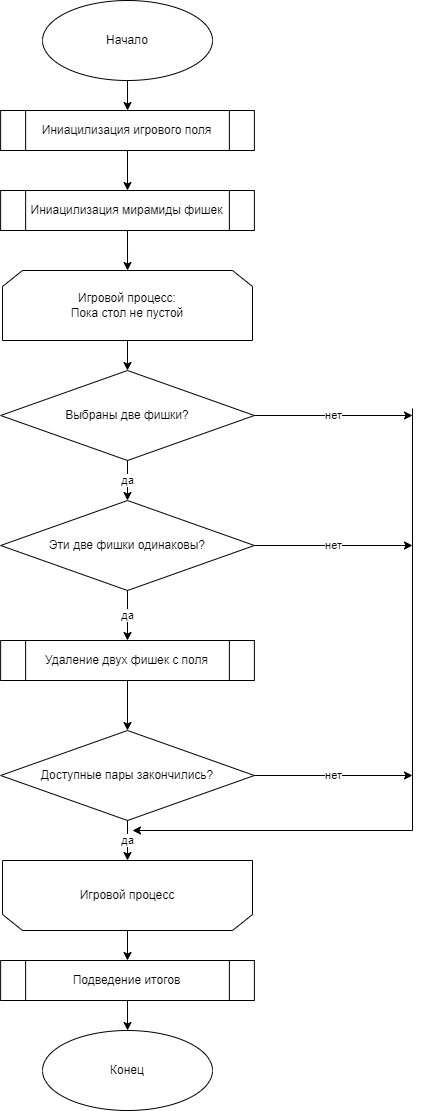 Начало
Иниацилизация игрового поля
Иниацилизация мирамиды фишек
Игровой процесс:
Пока стол не пустой
Выбраны две фишки?
нет
да
Эти две фишки одинаковы?
нет
да
Удаление двух фишек с поля
Доступные пары закончились?
нет
да
Игровой процесс
Подведение итогов
Конец